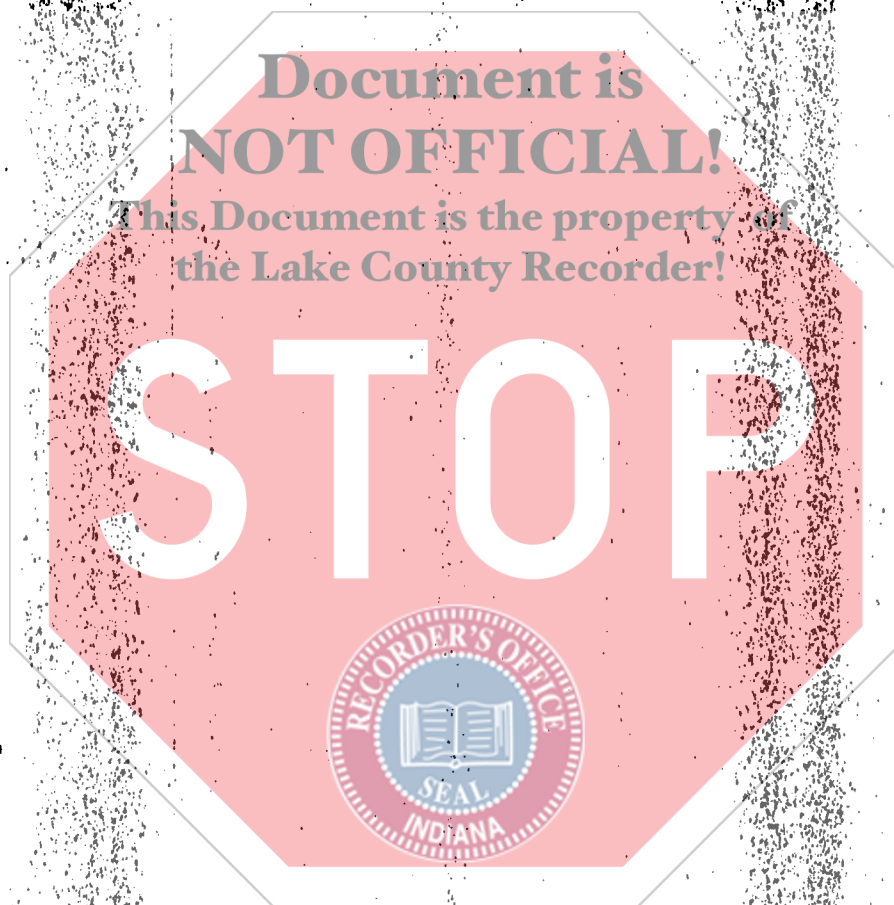 Document is
NOT OFFICIAL!
This Document is the property of
the Lake County Recorder!
STOP
RECORDER'S OFFICE
SEAL
INDIANA